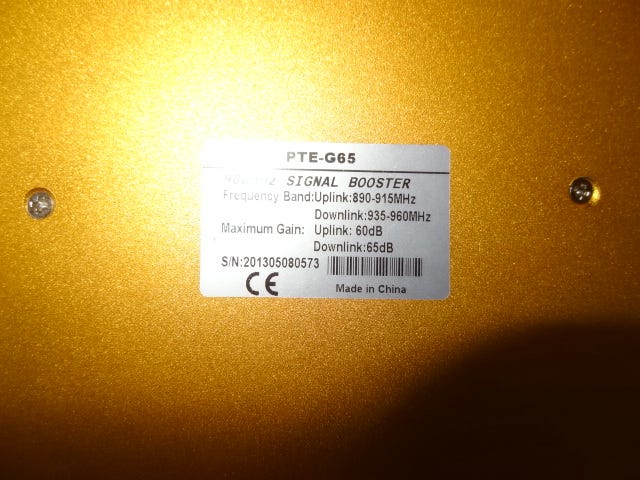 PTE-G65
900MHz SIGNAL BOOSTER
Frequency Band:Uplink:890-915MHz
Downlink:935-960MHz
Maximum Gain: Uplink: 60dB
Downlink:65dB
S/N:201305080573
CE
Made in China